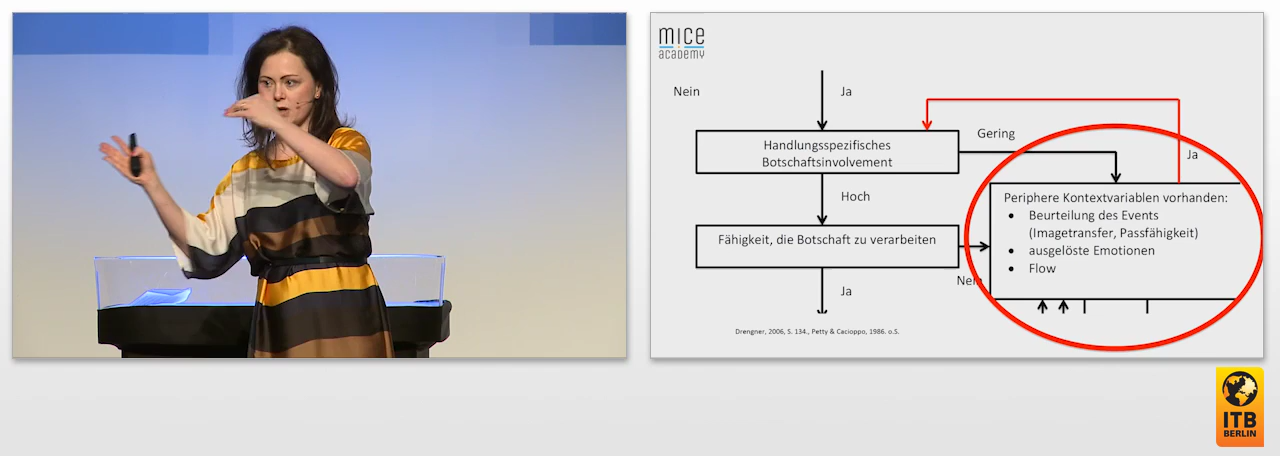 mice
academy
Nein
Ja
Gering
Handlungsspezifisches
Botschaftsinvolvement
Ja
Hoch
Periphere Kontextvariablen vorhanden:
• Beurteilung des Events
(Imagetransfer, Passfähigkeit)
• ausgelöste Emotionen
• Flow
Fähigkeit, die Botschaft zu verarbeiten
Nein
Ja
Drengner, 2006, S. 134., Petty & Cacioppo, 1986. o.S.
ITB
BERLIN